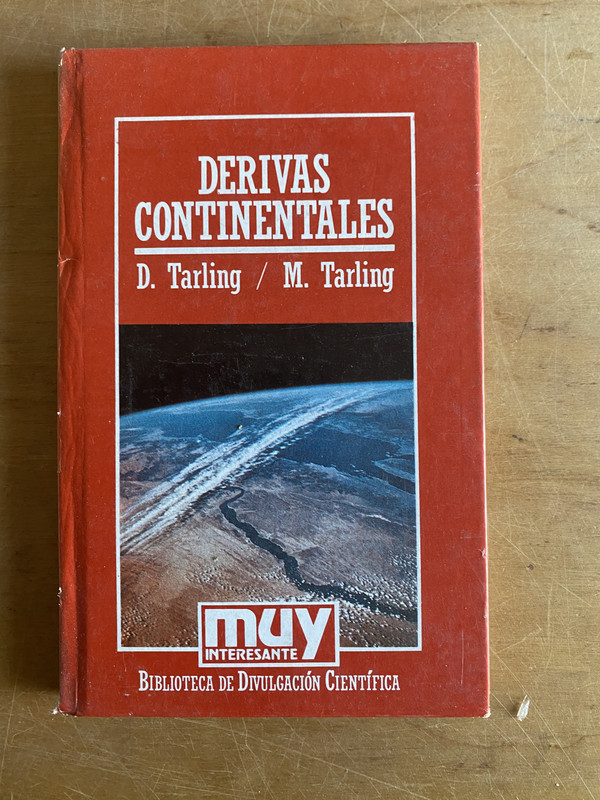 DERIVAS
CONTINENTALES
D. Tarling / M. Tarling
muy
INTERESANTE
BIBLIOTECA DE DIVULGACIÓN CIENTÍFICA